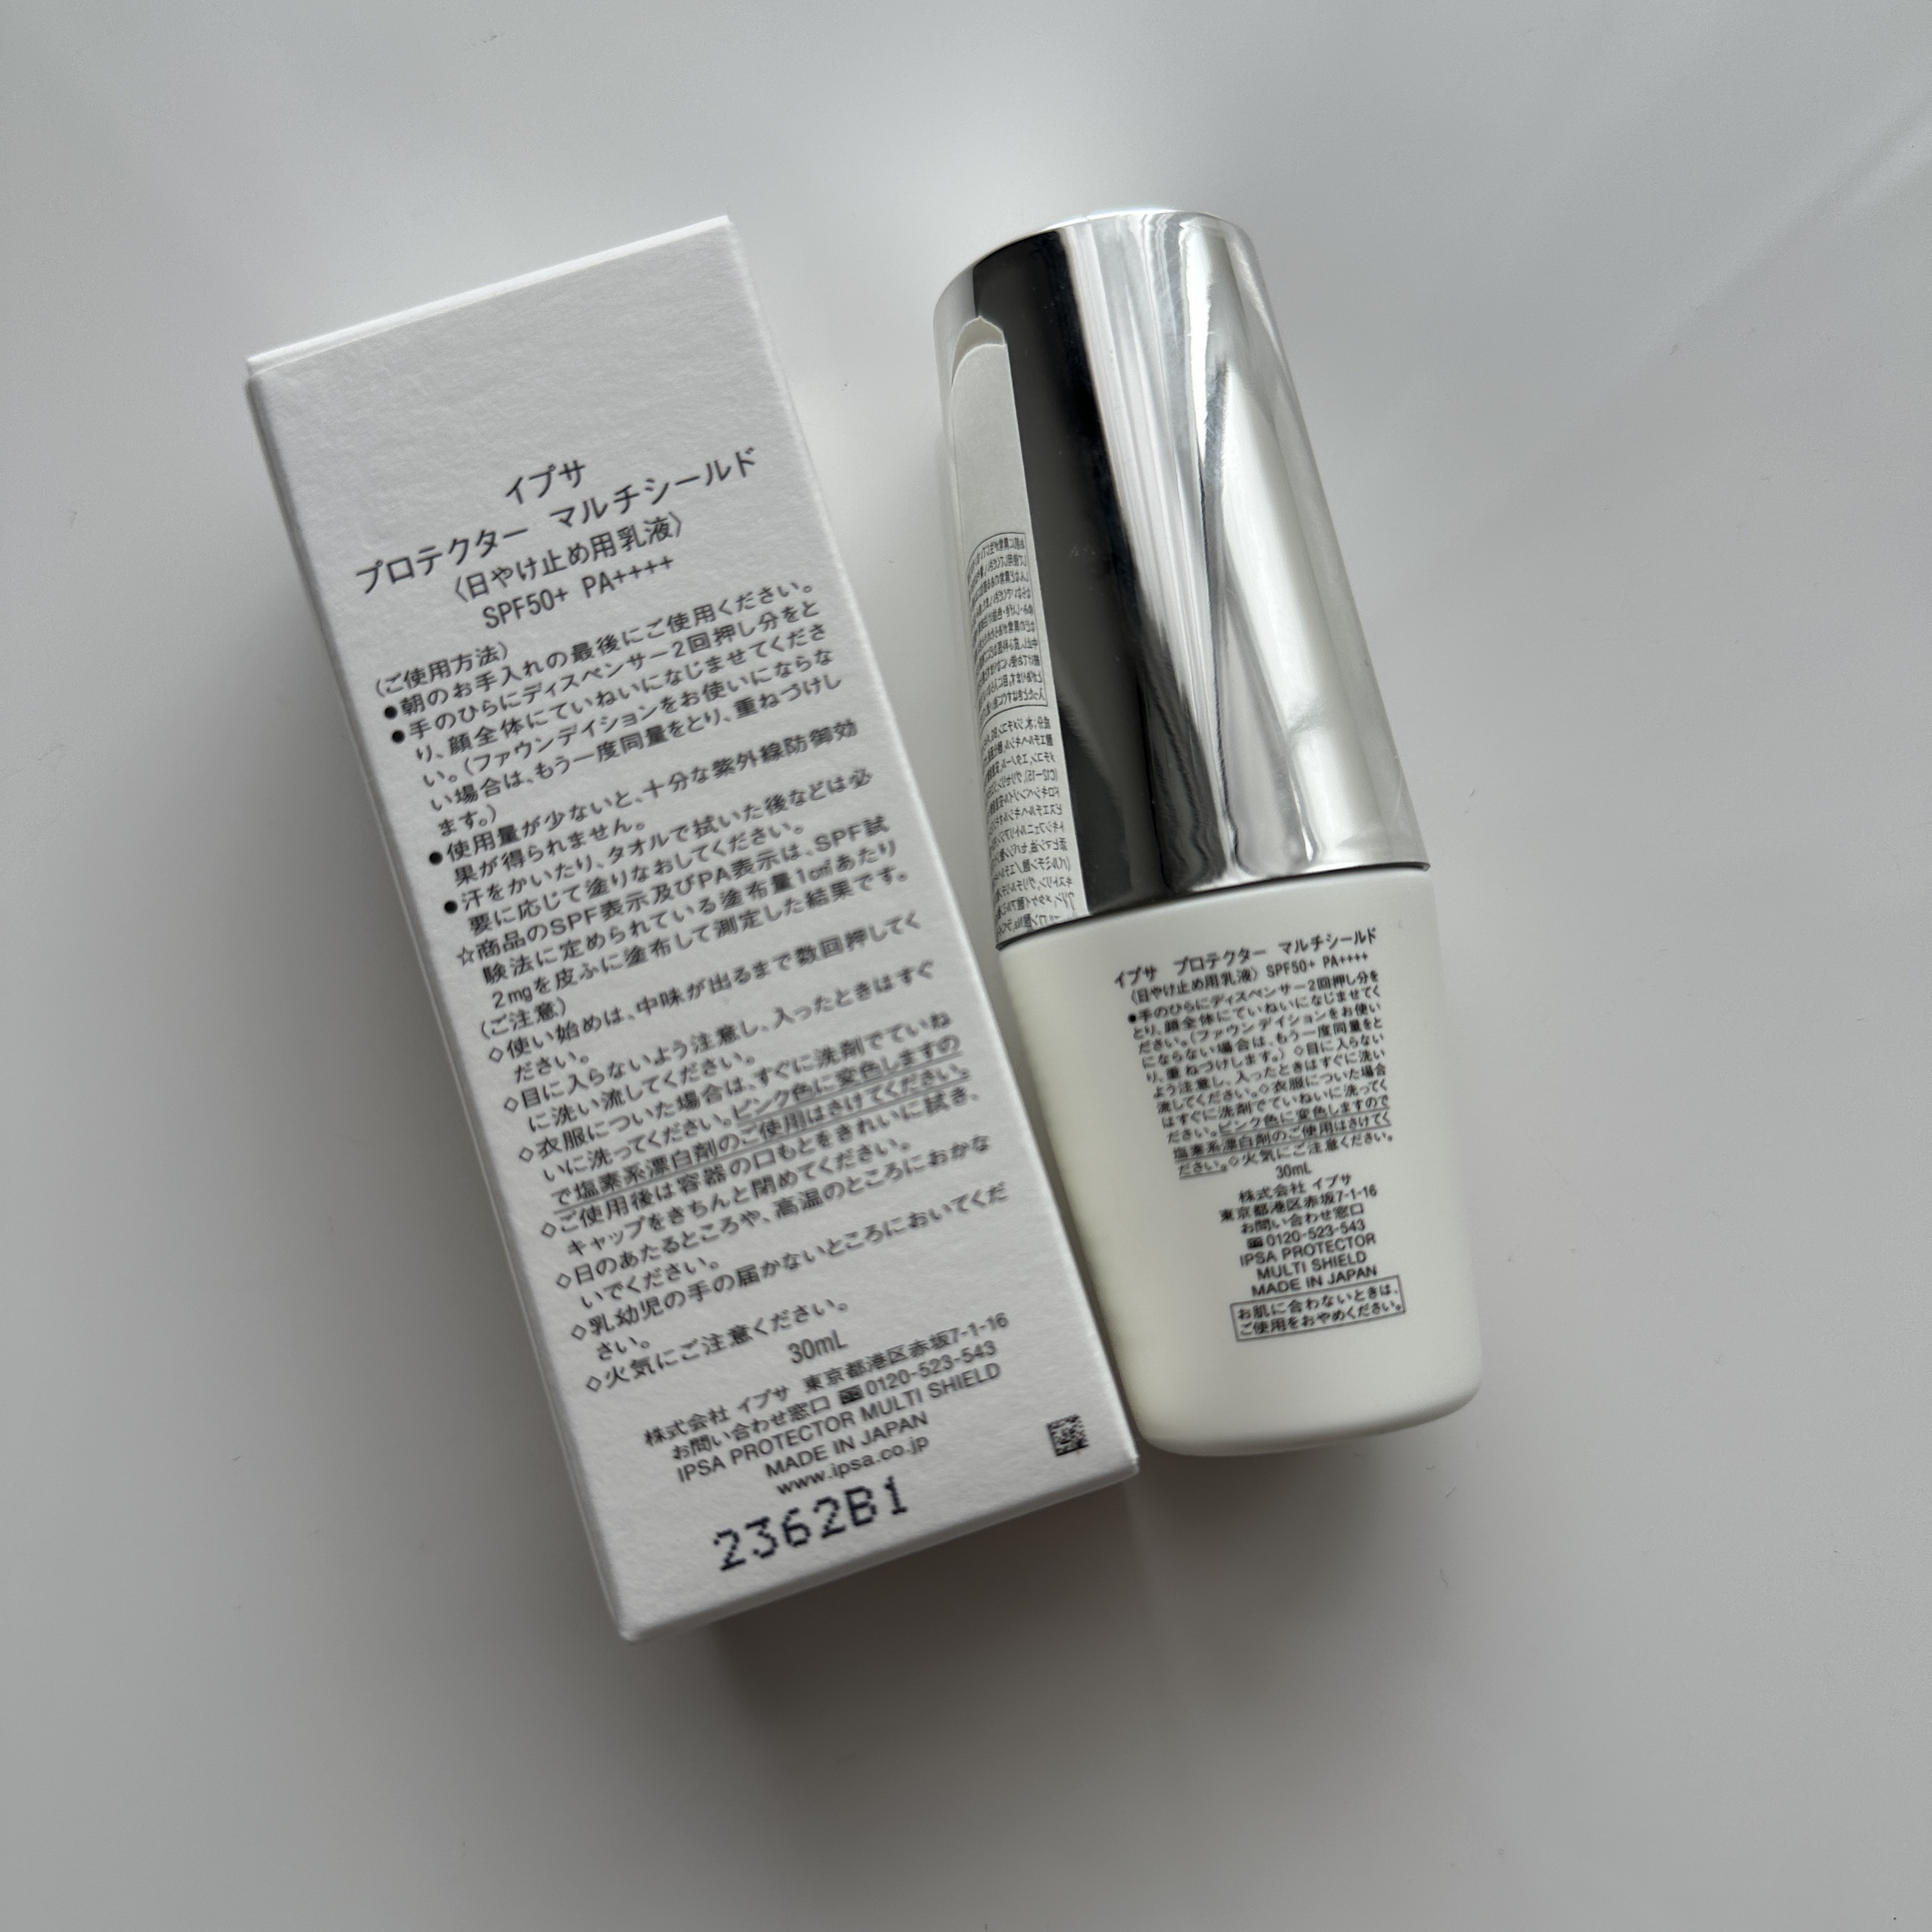 イプサ
プロテクター マルチシールド
〈日やけ止め用乳液〉
SPF50+ PA++++
(ご使用方法)
●朝のお手入れの最後にご使用ください。
●手のひらにディスペンサー2回押し分をと
り、顔全体にていねいになじませてくださ
い。(ファウンデイションをお使いにならな
い場合は、もう一度同量をとり、重ねづけし
ます。)
●使用量が少ないと、十分な紫外線防御効
果が得られません。
●汗をかいたり、タオルで拭いた後などは必
要に応じて塗りなおしてください。
☆商品のSPF表示及びPA表示は、SPF試
験法に定められている塗布量1c㎡あたり
2mgを皮ふに塗布して測定した結果です。
(ご注意)
◇使い始めは、中味が出るまで数回押してく
ださい。
◇目に入らないよう注意し、入ったときはすぐ
に洗い流してください。
◇衣服についた場合は、すぐに洗剤でていね
いに洗ってください。ピンク色に変色しますの
で塩素系漂白剤のご使用はさけてください。
◇ご使用後は容器の口もとをきれいに拭き、
キャップをきちんと閉めてください。
◇日のあたるところや、高温のところにおかな
いでください。
◇乳幼児の手の届かないところにおいてくだ
さい。
◇火気にご注意ください。
30mL
株式会社 イプサ 東京都港区赤坂7-1-16
お問い合わせ窓口 0120-523-543
IPSA PROTECTOR MULTI SHIELD
MADE IN JAPAN
www.ipsa.co.jp
2362B1
イプサ プロテクター マルチシールド
〈日やけ止め用乳液〉 SPF50+ PA++++
●手のひらにディスペンサー2回押し分を
とり、顔全体にていねいになじませてく
ださい。(ファウンデイションをお使い
にならない場合は、もう一度同量をと
り、重ねづけします。)◇目に入らない
よう注意し、入ったときはすぐに洗い
流してください。◇衣服についた場合
はすぐに洗剤でていねいに洗ってく
ださい。ピンク色に変色しますので
塩素系漂白剤のご使用はさけてく
ださい。◇火気にご注意ください。
30mL
株式会社 イプサ
東京都港区赤坂7-1-16
お問い合わせ窓口
0120-523-543
IPSA PROTECTOR
MULTI SHIELD
MADE IN JAPAN
お肌に合わないときは、
ご使用をおやめください。